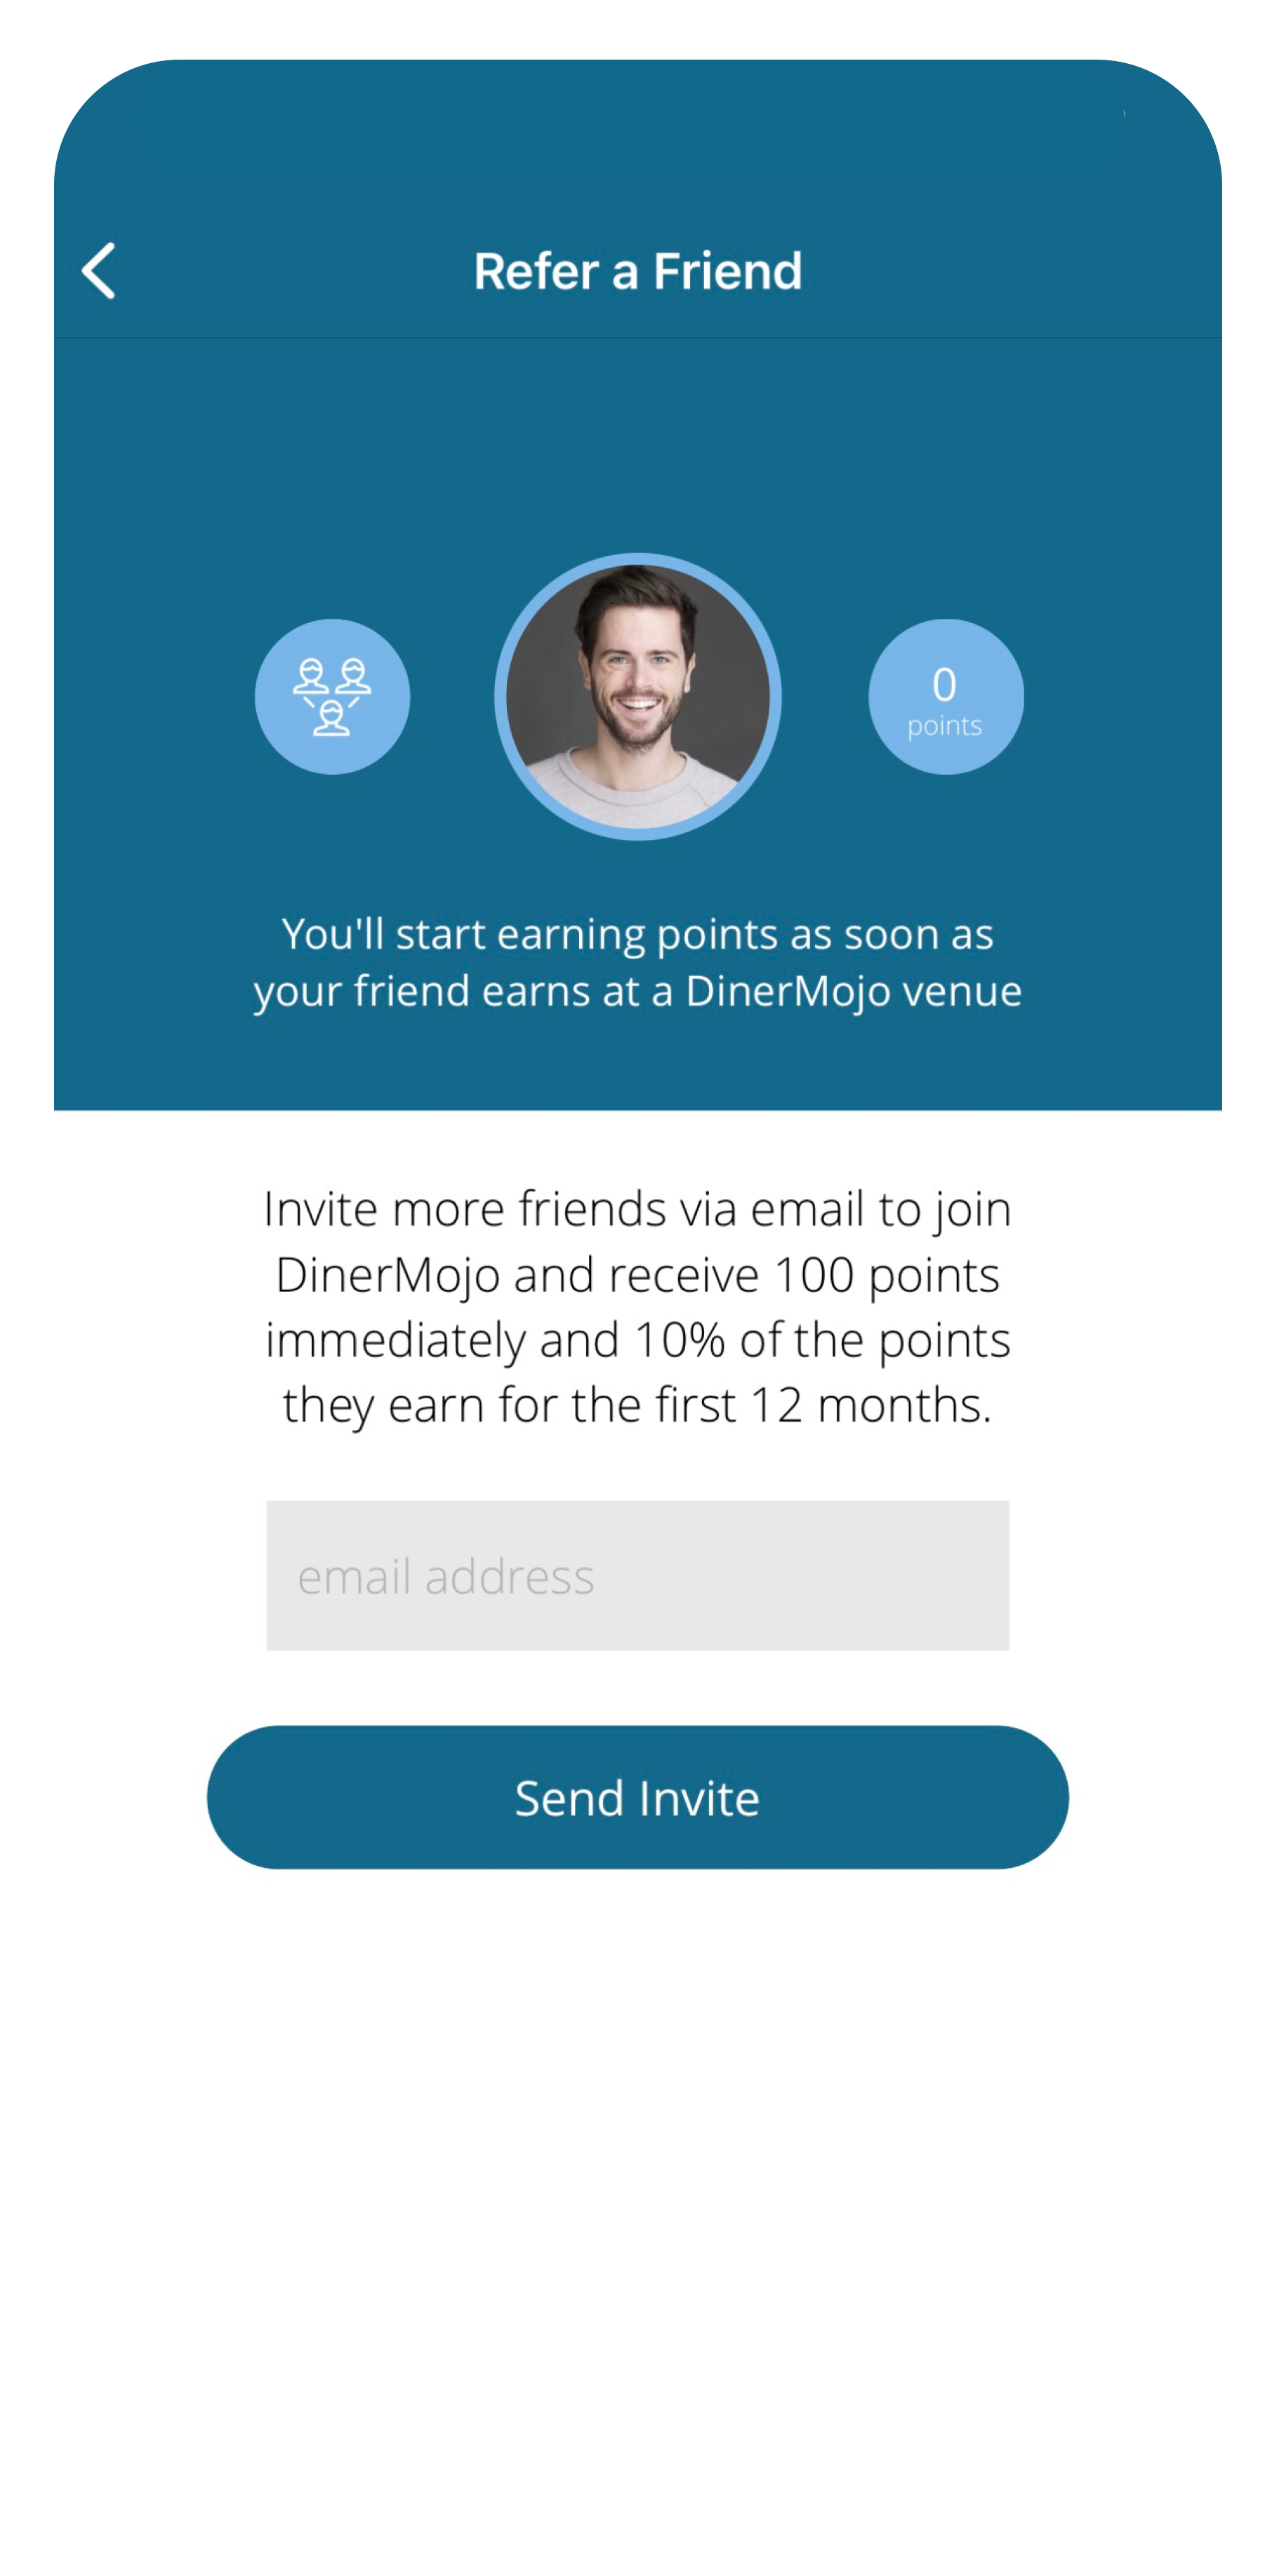 Refer a Friend
0
points
You'll start earning points as soon as
your friend earns at a DinerMojo venue
Invite more friends via email to join
DinerMojo and receive 100 points
immediately and 10% of the points
they earn for the first 12 months.
email address
Send Invite